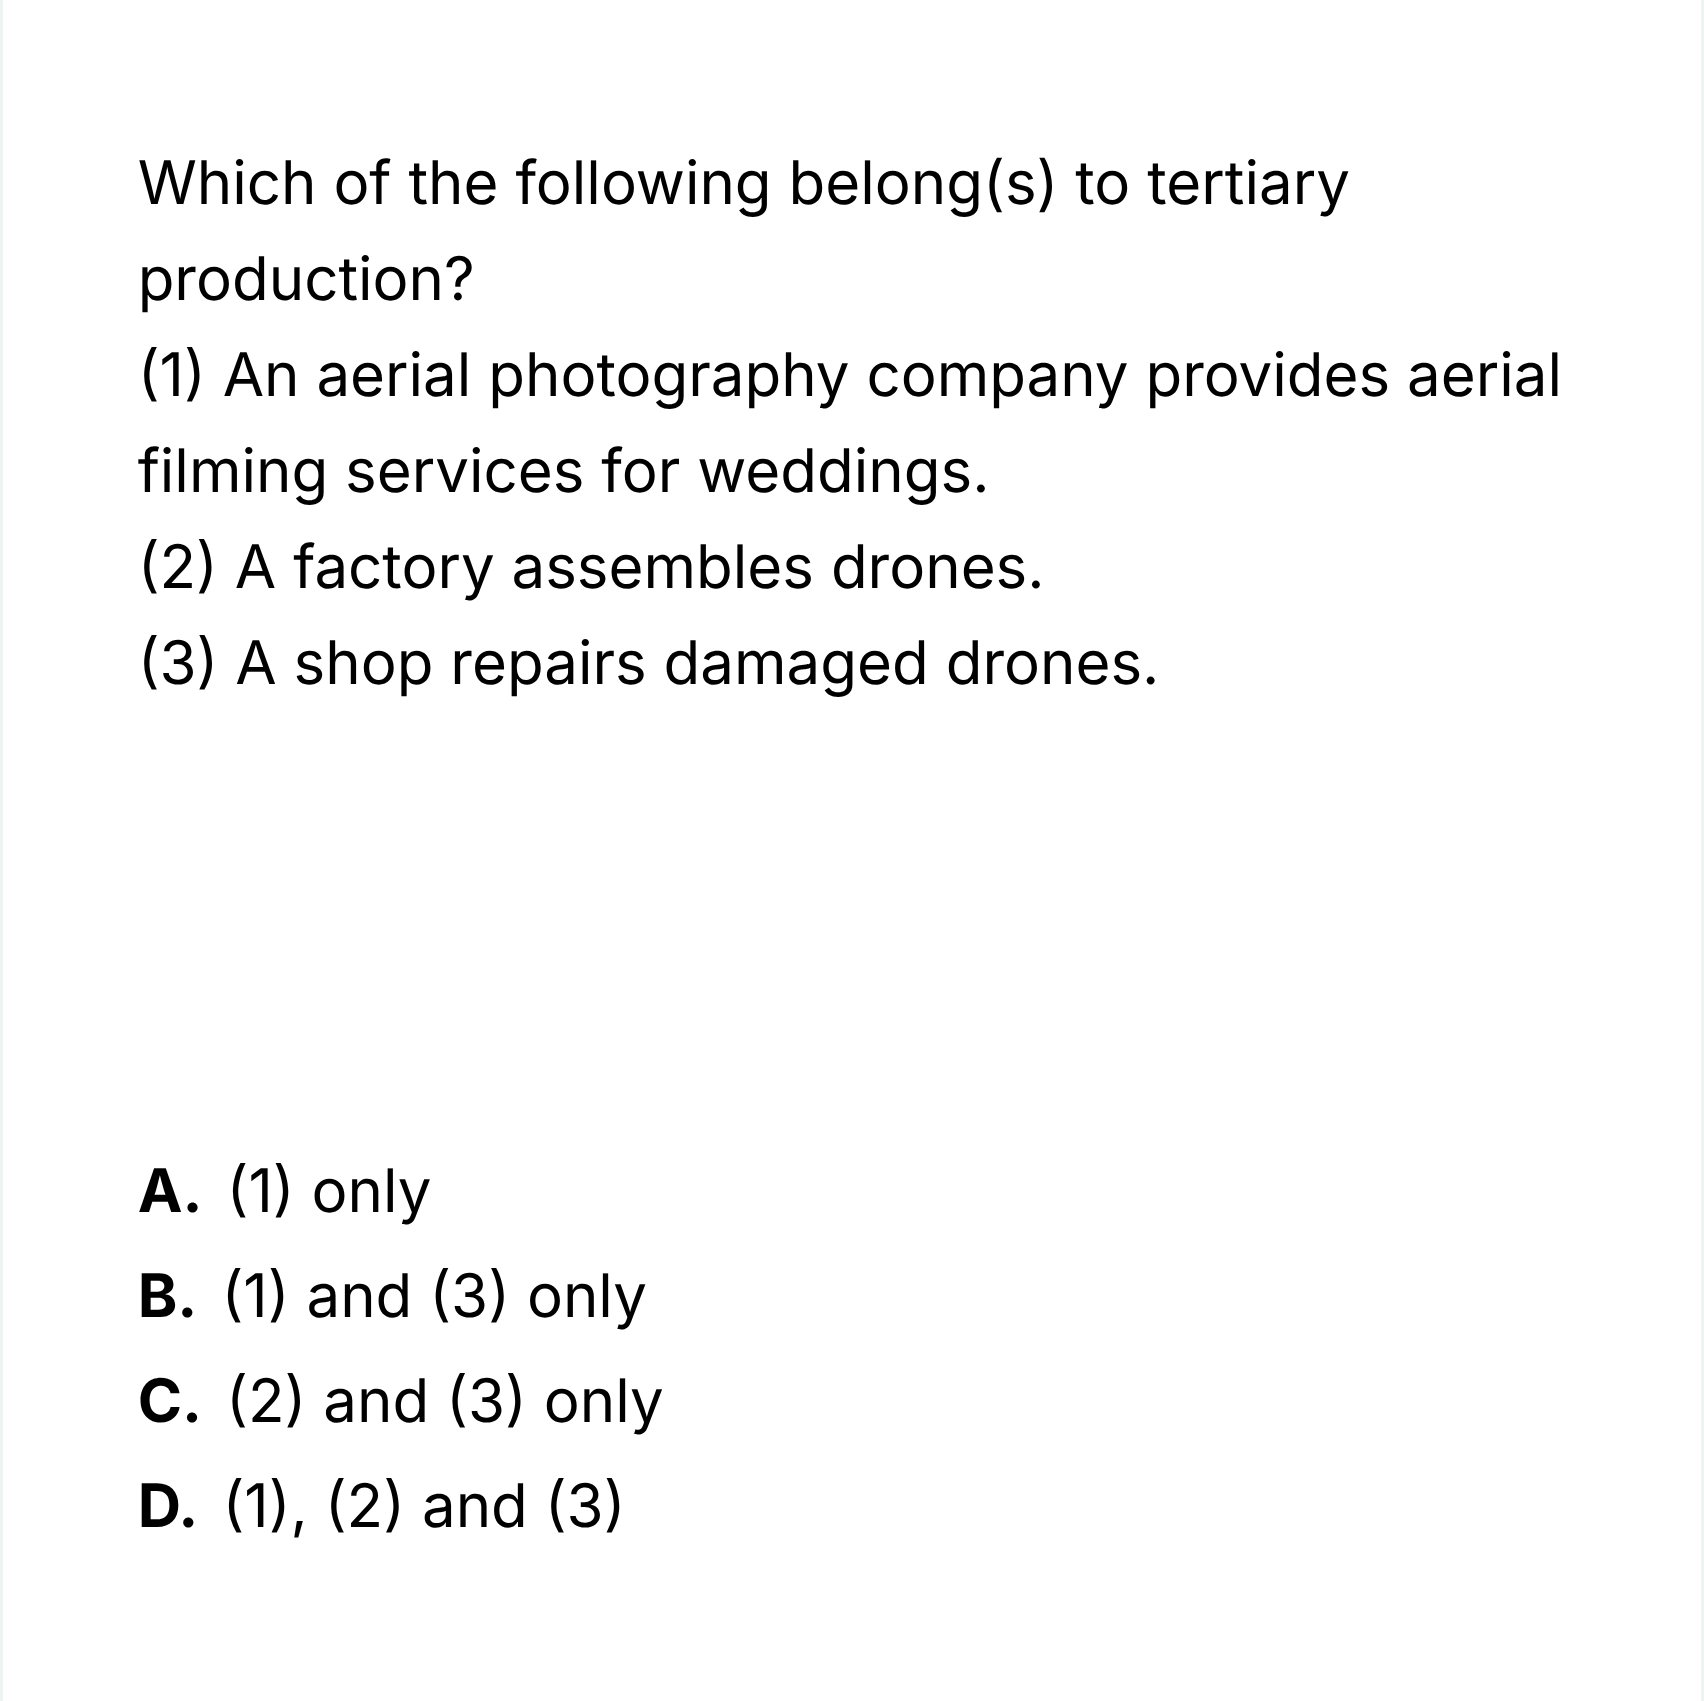 Which of the following belong(s) to tertiary
production?
(1) An aerial photography company provides aerial
filming services for weddings.
(2) A factory assembles drones.
(3) A shop repairs damaged drones.
A. (1) only
B. (1) and (3) only
C. (2) and (3) only
D. (1), (2) and (3)